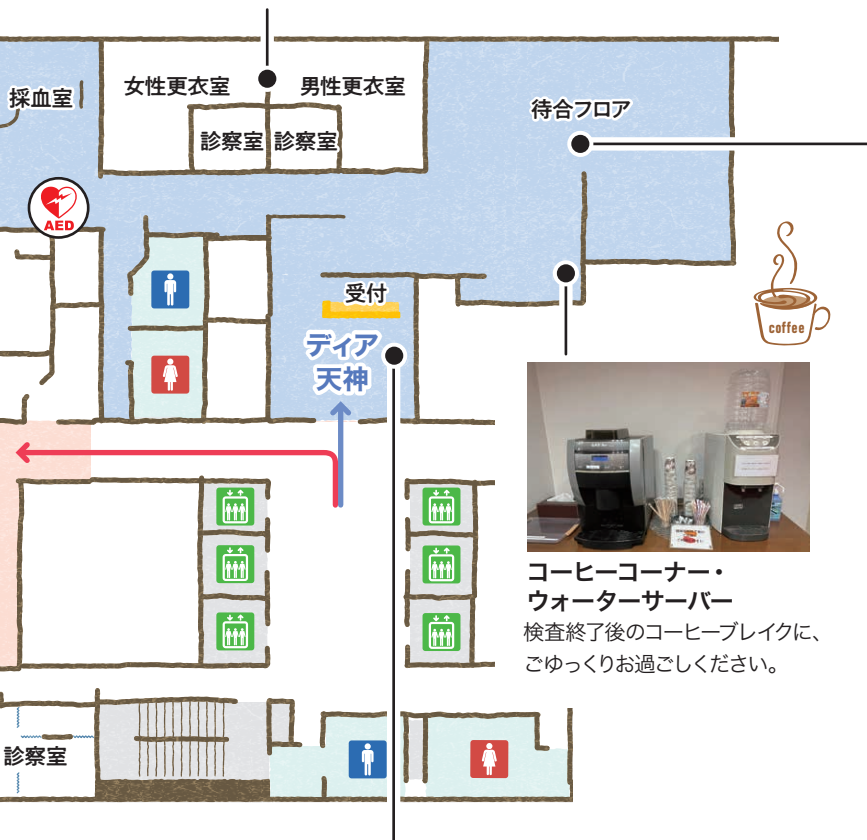 女性更衣室
男性更衣室
採血室
診察室
診察室
待合フロア
AED
受付
ディア
天神
coffee
コーヒーコーナー・
ウォーターサーバー
検査終了後のコーヒーブレイクに、
ごゆっくりお過ごしください。
診察室